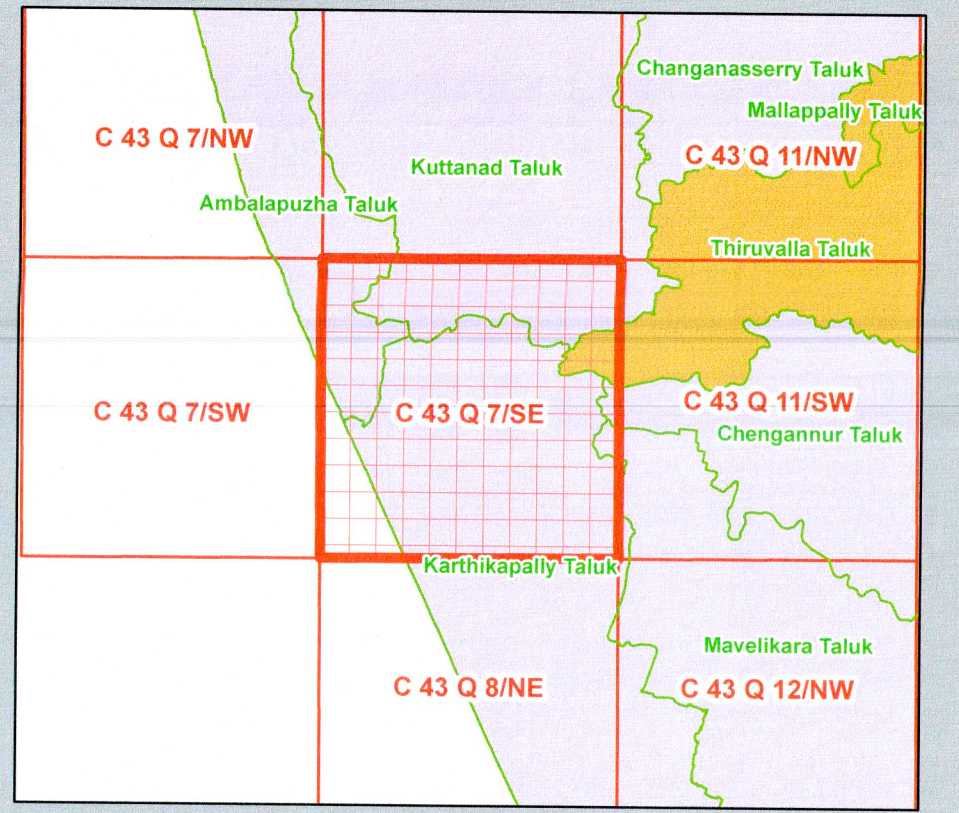 Changanasserry Taluk
Mallappally Taluk
C 43 Q 7/NW
C 43 Q 11/NW
Kuttanad Taluk
Ambalapuzha Taluk
Thiruvalla Taluk
C 43 Q 7/SW
C 43 Q 7/SE
C 43 Q 11/SW
Chengannur Taluk
Karthikapally Taluk
Mavelikara Taluk
C 43 Q 8/NE
C 43 Q 12/NW